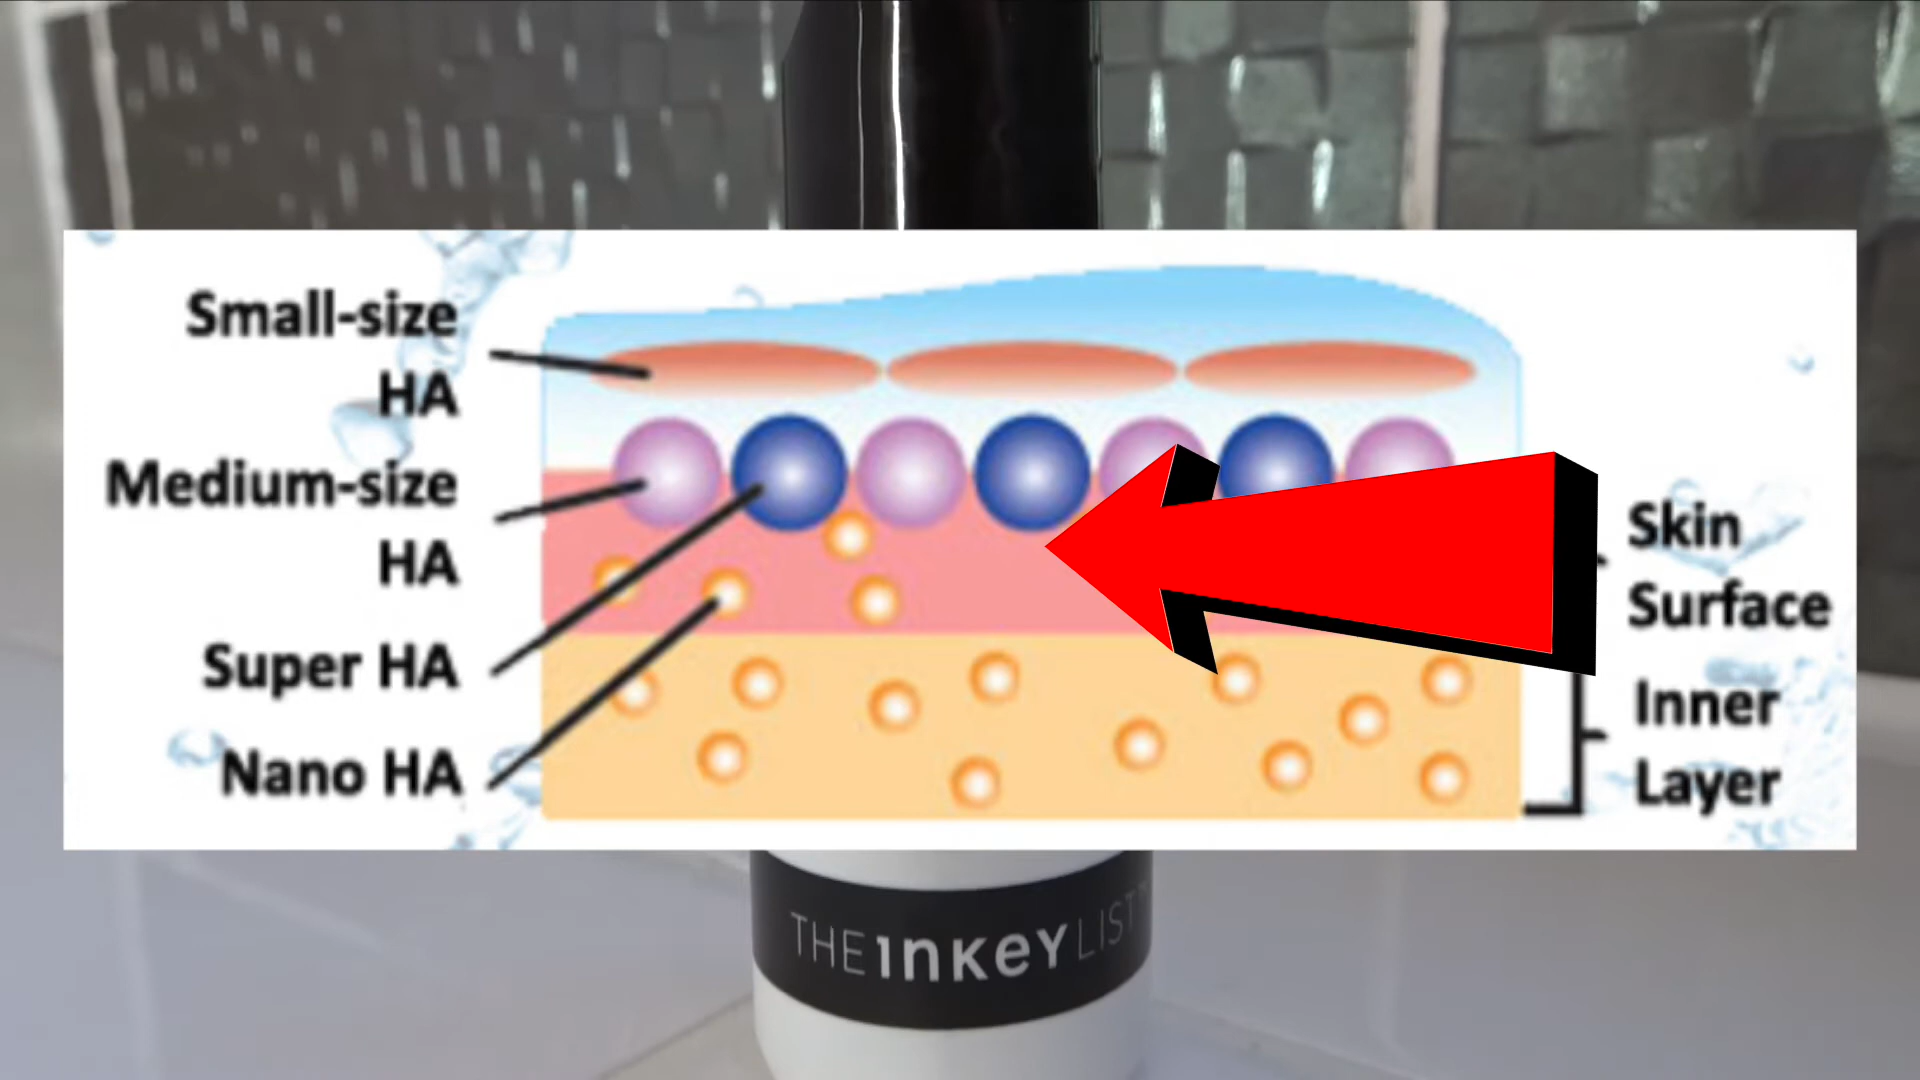 Small-size
HA
Medium-size
HA
Super HA
Nano HA
Skin
Surface
Inner
Layer
THE INKEY LIST